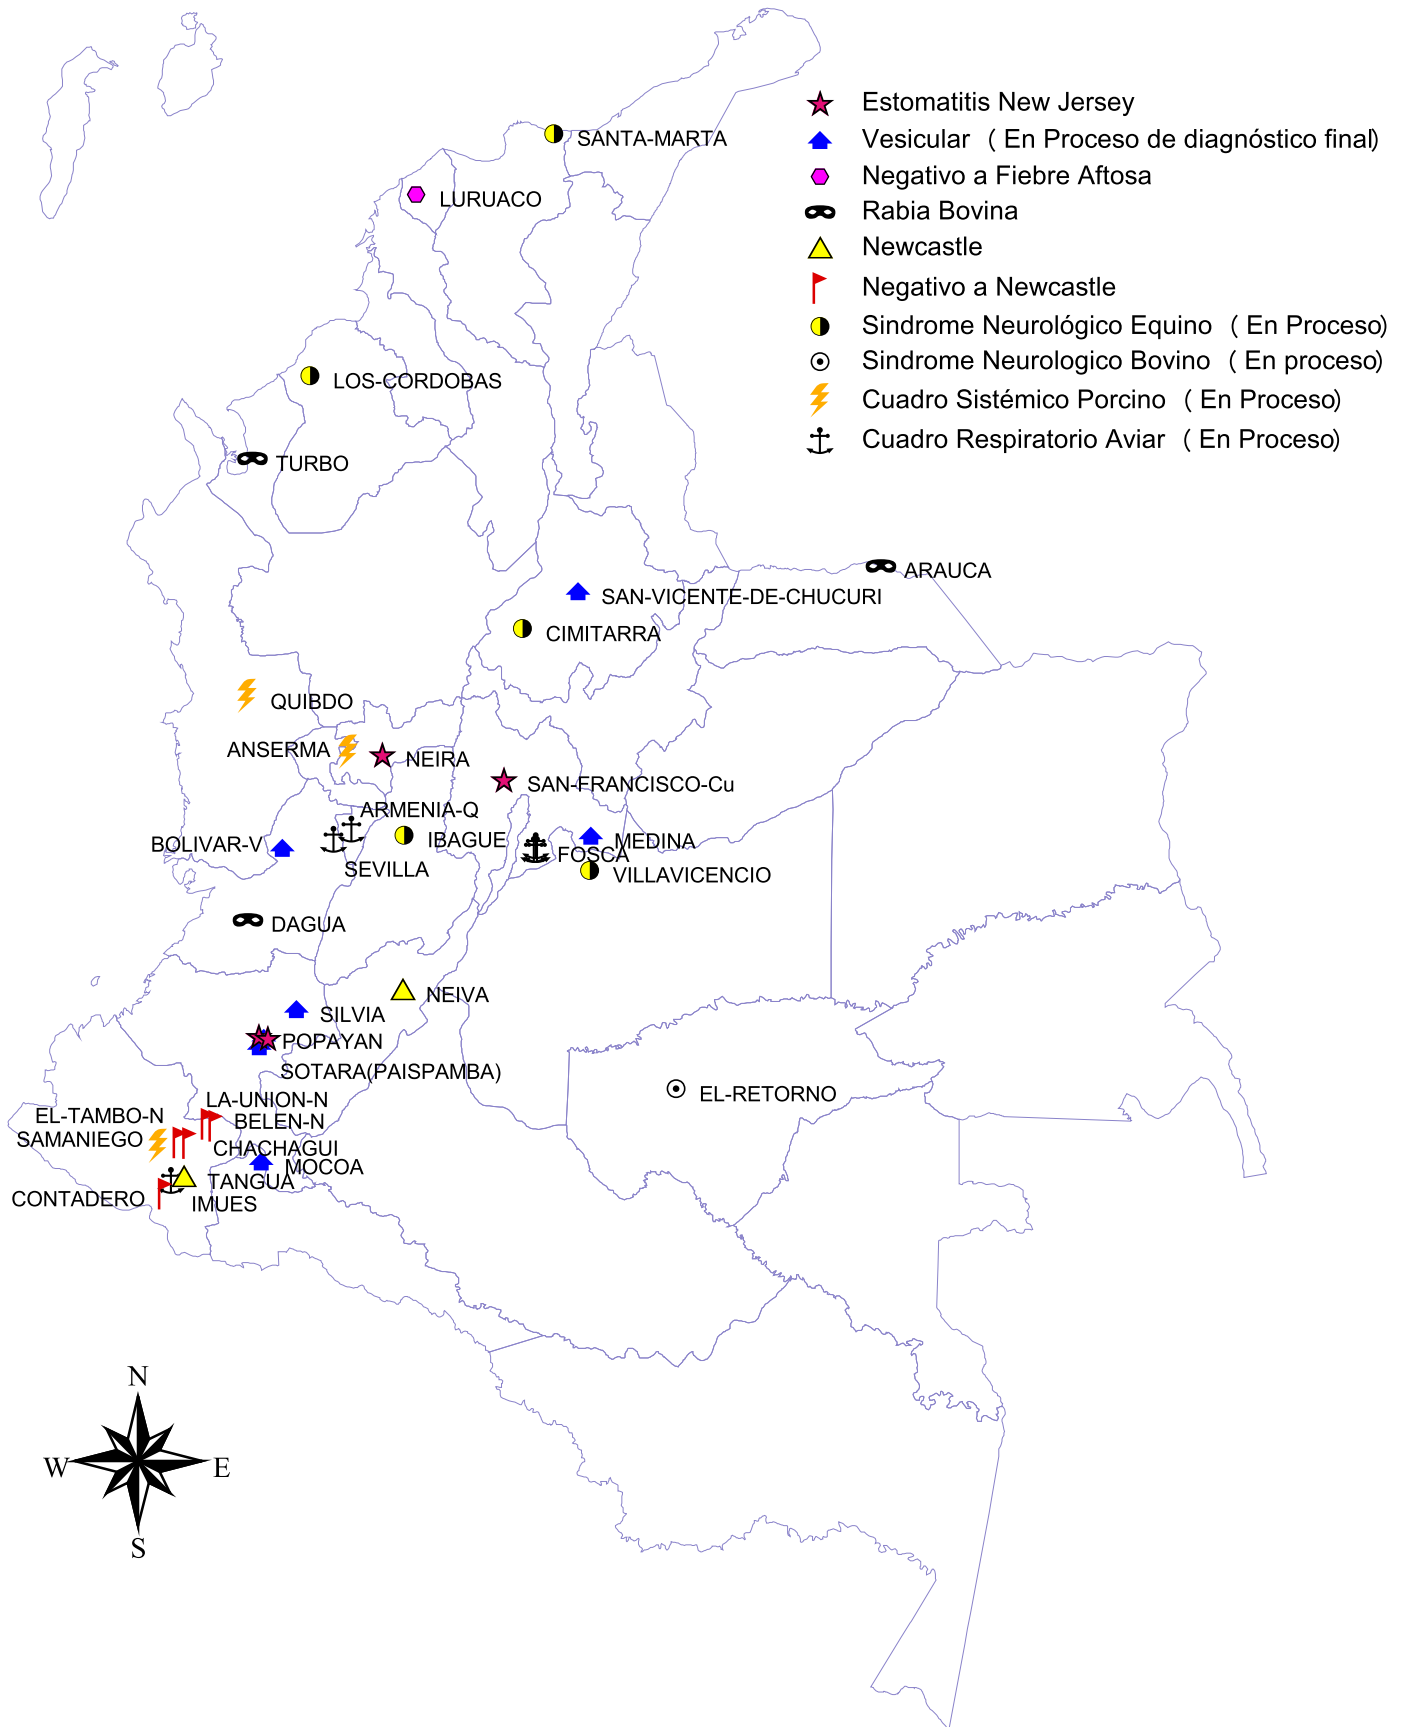 Estomatitis New Jersey
Vesicular ( En Proceso de diagnóstico final)
Negativo a Fiebre Aftosa
Rabia Bovina
Newcastle
Negativo a Newcastle
Sindrome Neurológico Equino ( En Proceso)
Sindrome Neurologico Bovino ( En proceso)
Cuadro Sistémico Porcino ( En Proceso)
Cuadro Respiratorio Aviar ( En Proceso)
SANTA-MARTA
LURUACO
LOS-CORDOBAS
TURBO
ARAUCA
SAN-VICENTE-DE-CHUCURI
CIMITARRA
QUIBDO
ANSERMA
NEIRA
SAN-FRANCISCO-Cu
ARMENIA-Q
BOLIVAR-V
IBAGUE
MEDINA
FOSCA
SEVILLA
VILLAVICENCIO
DAGUA
NEIVA
SILVIA
POPAYAN
SOTARA(PAISPAMBA)
EL-RETORNO
LA-UNION-N
EL-TAMBO-N
BELEN-N
SAMANIEGO
CHACHAGUI
MOCOA
TANGUA
CONTADERO
IMUES
N
W
E
S